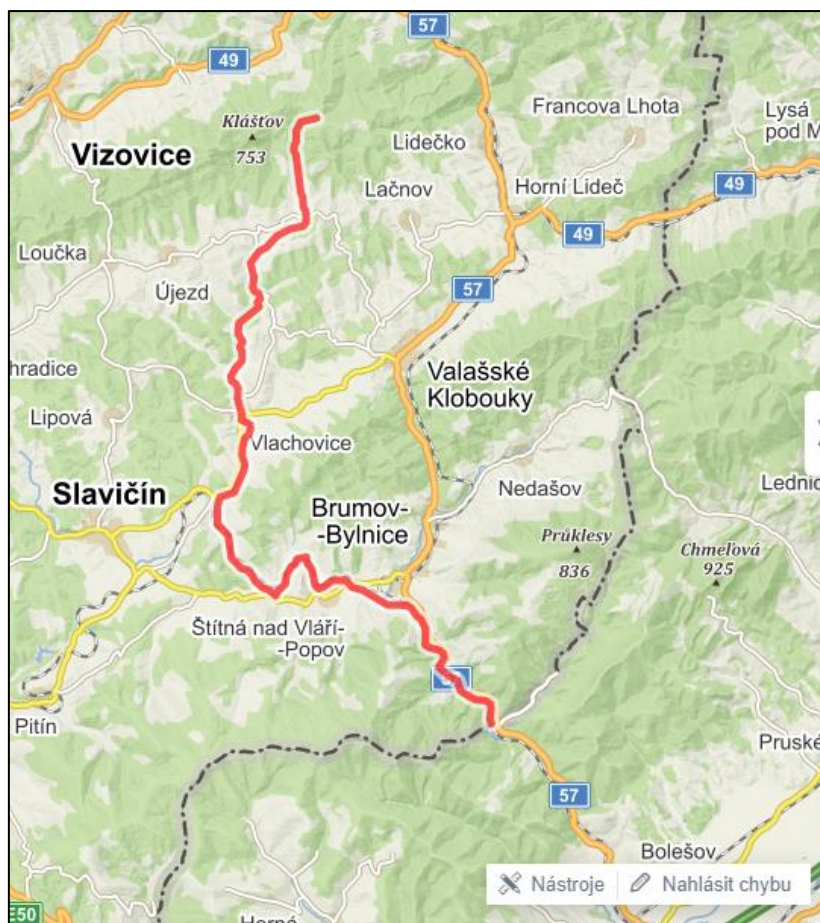 57
49
Klášťov
753
Francova Lhota
Lysá
pod M
Vizovice
Lidečko
Lačnov
Horní Lideč
49
49
Loučka
Újezd
57
hradice
Valašské
Klobouky
Lipová
Vlachovice
Slavičín
Nedašov
Lednic
Brumov-
-Bylnice
Průklesy
836
Chmeľová
925
Štítná nad Vláří-
-Popov
Pitín
Pruské
57
Bolešov
Nástroje
Nahlásit chybu
E50
Horné